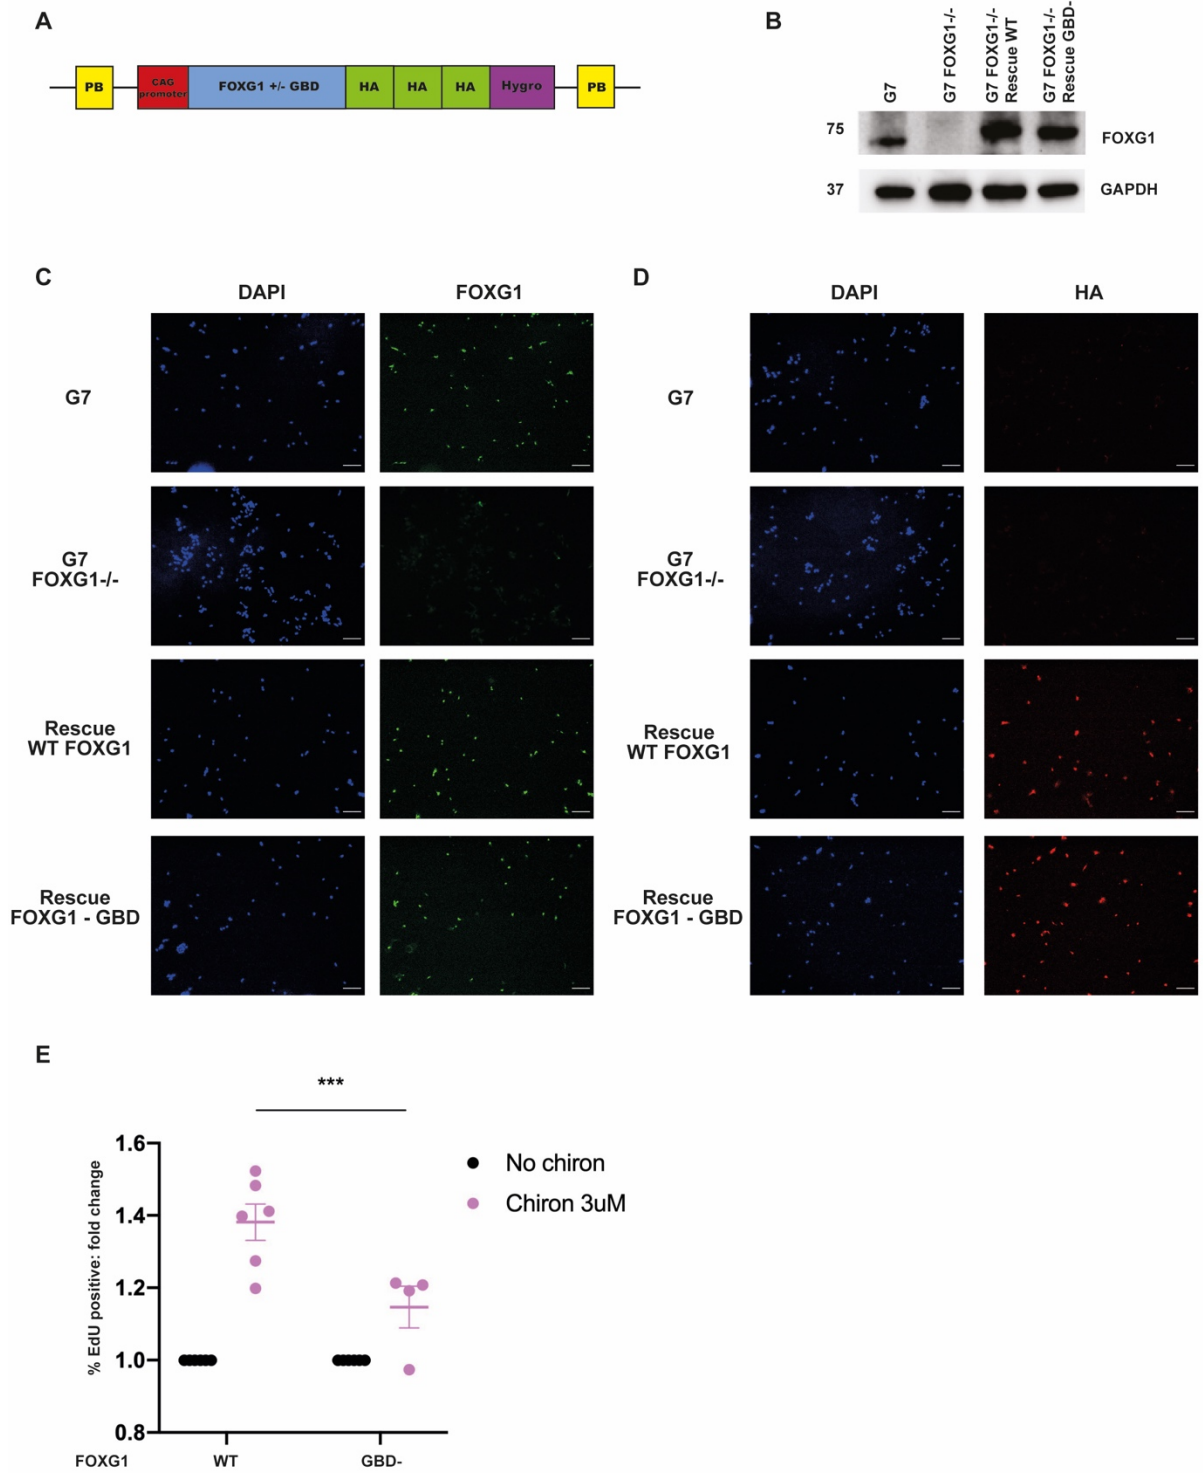 A
PB
CAG
promoter
FOXG1 +/- GBD
HA
HA
HA
Hygro
PB
B
G7
G7 FOXG1-/-
G7 FOXG1-/-
Rescue WT
G7 FOXG1-/-
Rescue GBD-
75
FOXG1
37
GAPDH
C
DAPI
FOXG1
G7
G7
FOXG1-/-
Rescue
WT FOXG1
Rescue
FOXG1 - GBD
D
DAPI
HA
G7
G7
FOXG1-/-
Rescue
WT FOXG1
Rescue
FOXG1 - GBD
E
***
% EdU positive: fold change
1.6
1.4
1.2
1.0
0.8
No chiron
Chiron 3uM
FOXG1
WT
GBD-